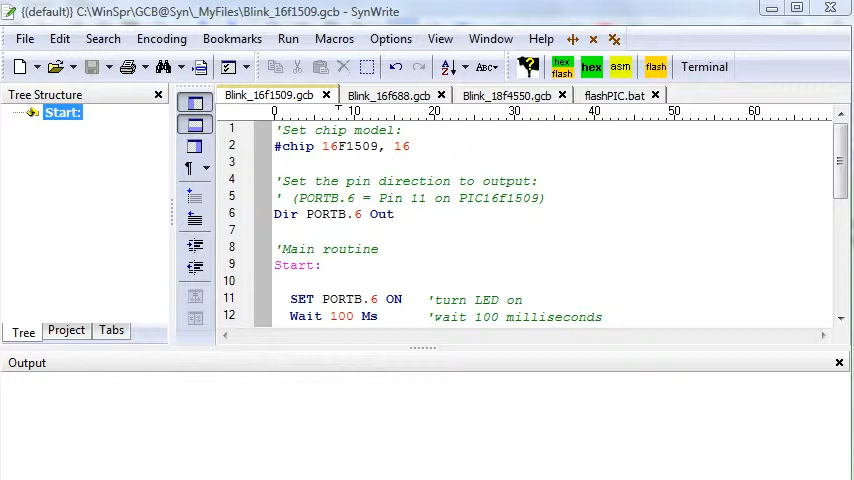 {(default)} C:\WinSpr\GCB@Syn\_MyFiles\Blink_16f1509.gcb - SynWrite
File Edit Search Encoding Bookmarks Run Macros Options View Window Help
ABC hex flash hex asm flash Terminal
Tree Structure
Blink_16f1509.gcb Blink_16f688.gcb Blink_18f4550.gcb flashPIC.bat
Start:
0 10 20 30 40 50 60
1 'Set chip model:
2 #chip 16F1509, 16
3
4 'Set the pin direction to output:
5 ' (PORTB.6 = Pin 11 on PIC16f1509)
6 Dir PORTB.6 Out
7
8 'Main routine
9 Start:
10
11 SET PORTB.6 ON 'turn LED on
12 Wait 100 Ms 'wait 100 milliseconds
Tree Project Tabs
Output